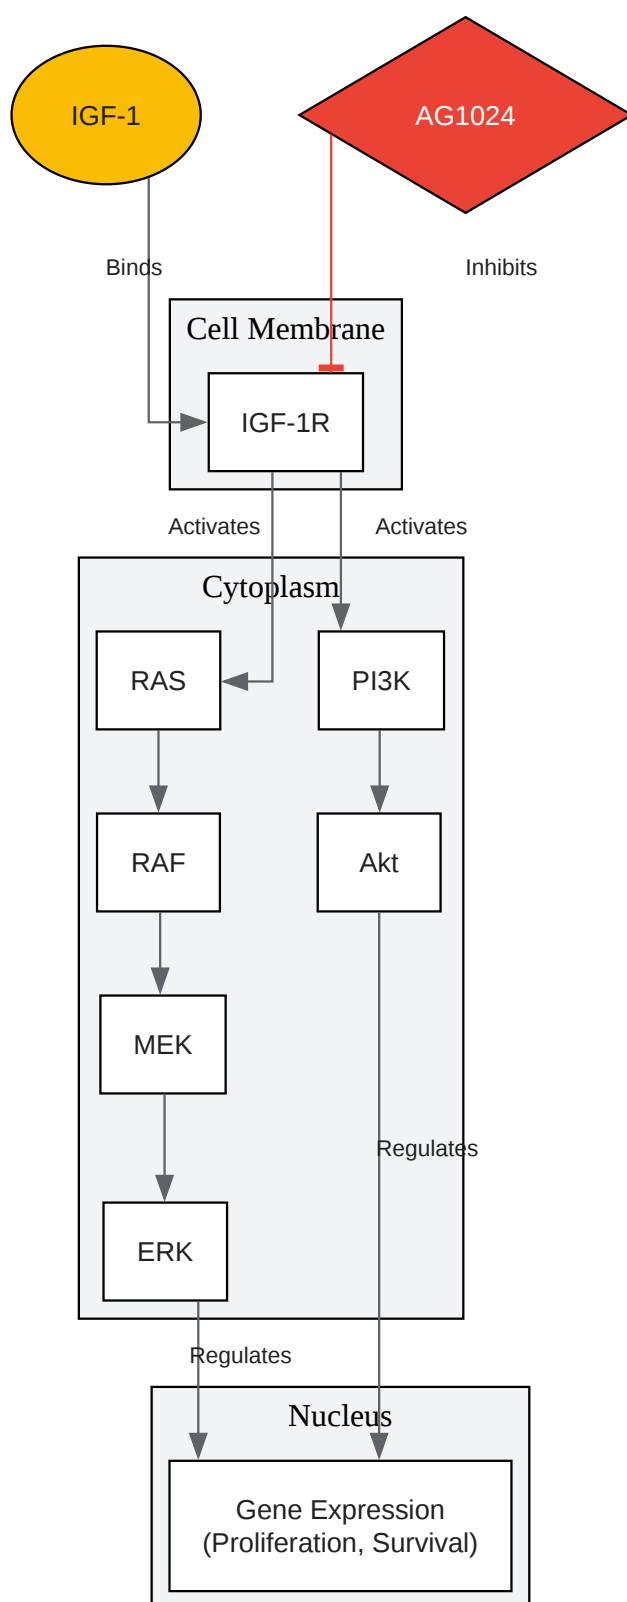 IGF-1
AG1024
Binds
Inhibits
Cell Membrane
IGF-1R
Activates
Activates
Cytoplasm
RAS
PI3K
RAF
Akt
MEK
Regulates
ERK
Regulates
Nucleus
Gene Expression
(Proliferation, Survival)